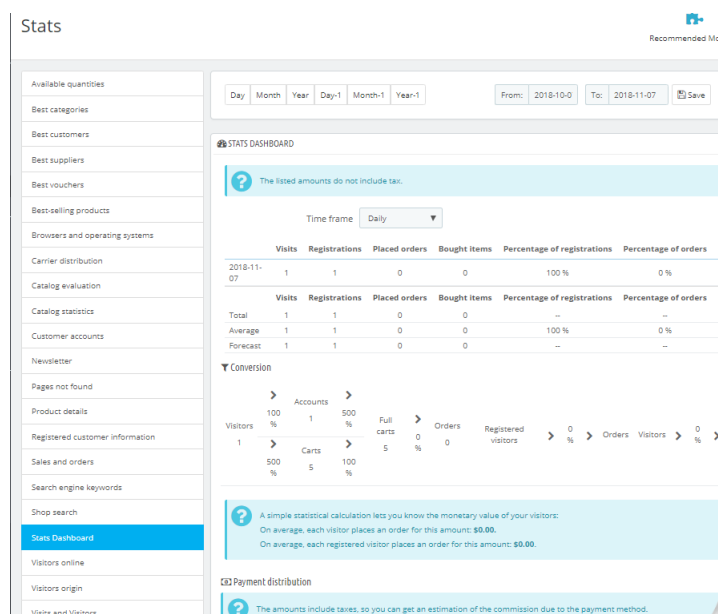 Stats
Recommended Mo
Available quantities
Best categories
Best customers
Best suppliers
Best vouchers
Best-selling products
Browsers and operating systems
Carrier distribution
Catalog evaluation
Catalog statistics
Customer accounts
Newsletter
Pages not found
Product details
Registered customer information
Sales and orders
Search engine keywords
Shop search
Stats Dashboard
Visitors online
Visitors origin
Visits and Visitors
Day Month Year Day-1 Month-1 Year-1 From: 2018-10-0 To: 2018-11-07 Save
STATS DASHBOARD
The listed amounts do not include tax.
Time frame Daily
Visits Registrations Placed orders Bought items Percentage of registrations Percentage of orders
2018-11-07 1 1 0 0 100 % 0 %
Visits Registrations Placed orders Bought items Percentage of registrations Percentage of orders
Total 1 1 0 0 -- --
Average 1 1 0 0 100 % 0 %
Forecast 1 1 0 0 -- --
Conversion
Visitors
1
100 %
Accounts
1
500 %
500 %
Carts
5
100 %
Full carts
5
0 %
Orders
0
Registered visitors
0 %
Orders
Visitors
0 %
A simple statistical calculation lets you know the monetary value of your visitors:
On average, each visitor places an order for this amount: $0.00.
On average, each registered visitor places an order for this amount: $0.00.
Payment distribution
The amounts include taxes, so you can get an estimation of the commission due to the payment method.